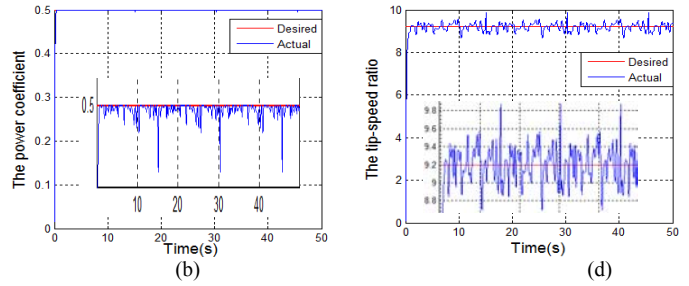 0.5
0.4
0.3
0.2
0.1
0
0 10 20 30 40 50
The power coefficient
Time(s)
Desired
Actual
0.5
10 20 30 40
(b)
10
8
6
4
2
0
0 10 20 30 40 50
The tip-speed ratio
Time(s)
Desired
Actual
9.8
9.6
9.4
9.2
9
8.8
(d)